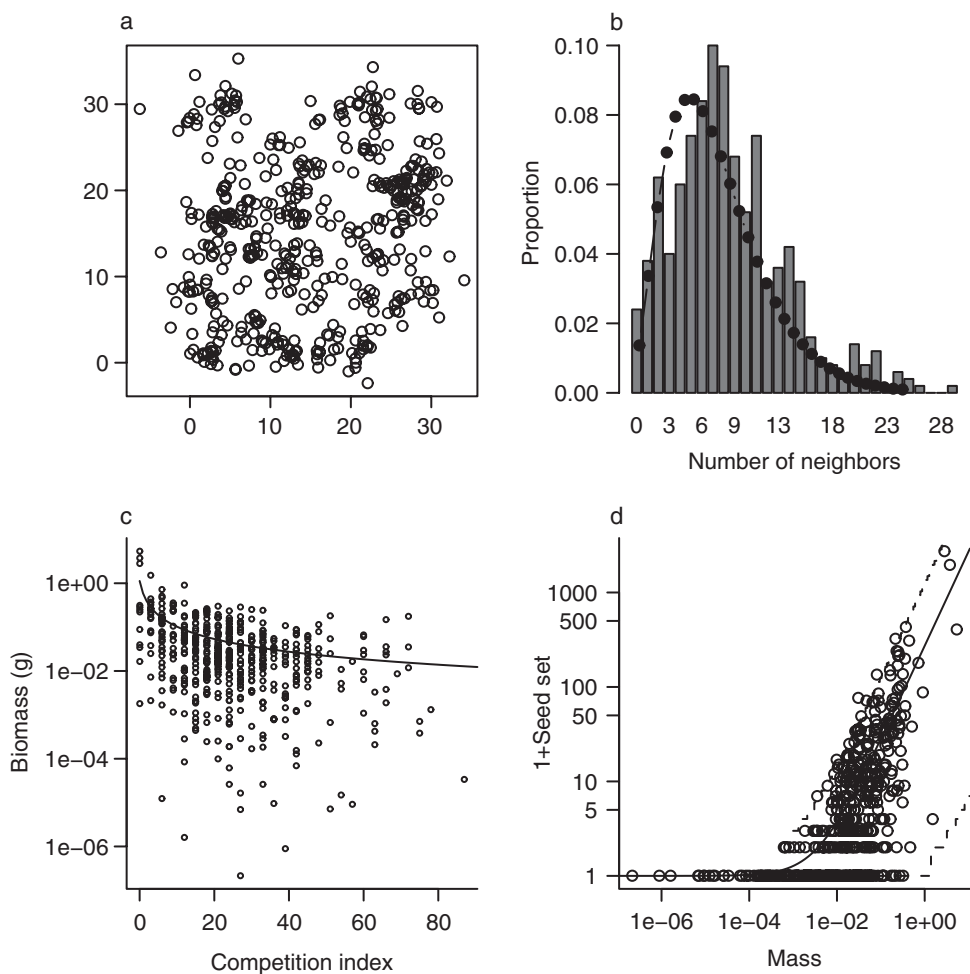 a
30
20
10
0
0 10 20 30
b
0.10
0.08
0.06
0.04
0.02
0.00
Proportion
0 3 6 9 13 18 23 28
Number of neighbors
c
1e+00
1e−02
1e−04
1e−06
Biomass (g)
0 20 40 60 80
Competition index
d
1000
500
100
50
10
5
1
1+Seed set
1e−06 1e−04 1e−02 1e+00
Mass